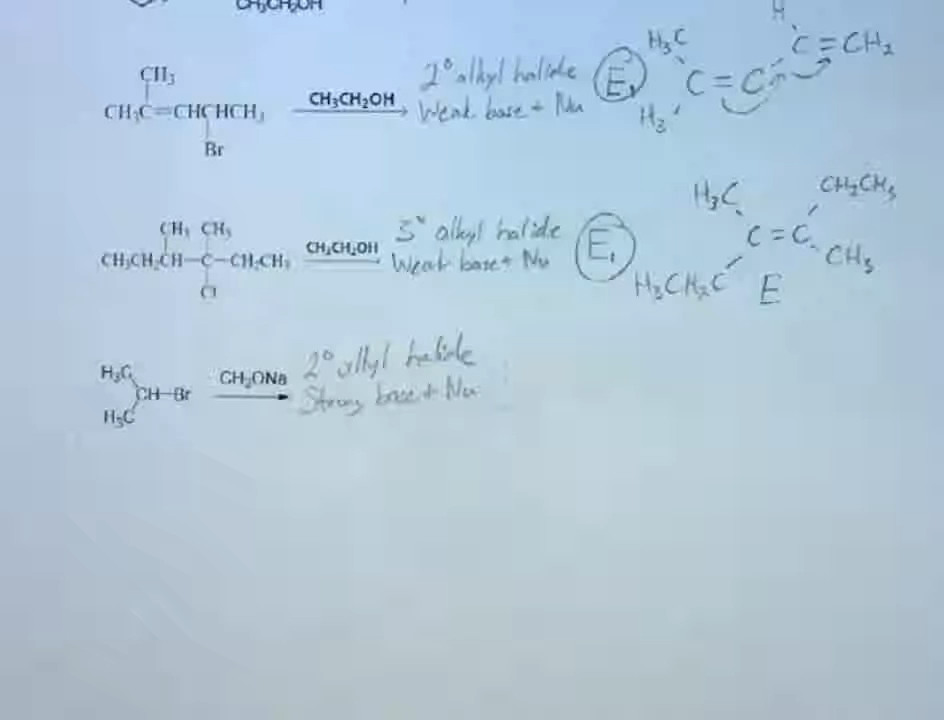 CH₃CH₂OH
CH₃
CH₃C=CHCHCH₃
Br
CH₃CH₂OH
2° alkyl halide
Weak base + Nu
E₁
H₃C
H₃
C=C
H
C=CH₂
CH₃ CH₃
CH₃CH₂CH–C–CH₂CH₃
Cl
CH₃CH₂OH
3° alkyl halide
Weak base + Nu
E₁
H₃C
CH₂CH₃
C=C
CH₃
H₃CH₂C
E
H₃C
CH–Br
H₃C
CH₃ONa
2° alkyl halide
Strong base + Nu